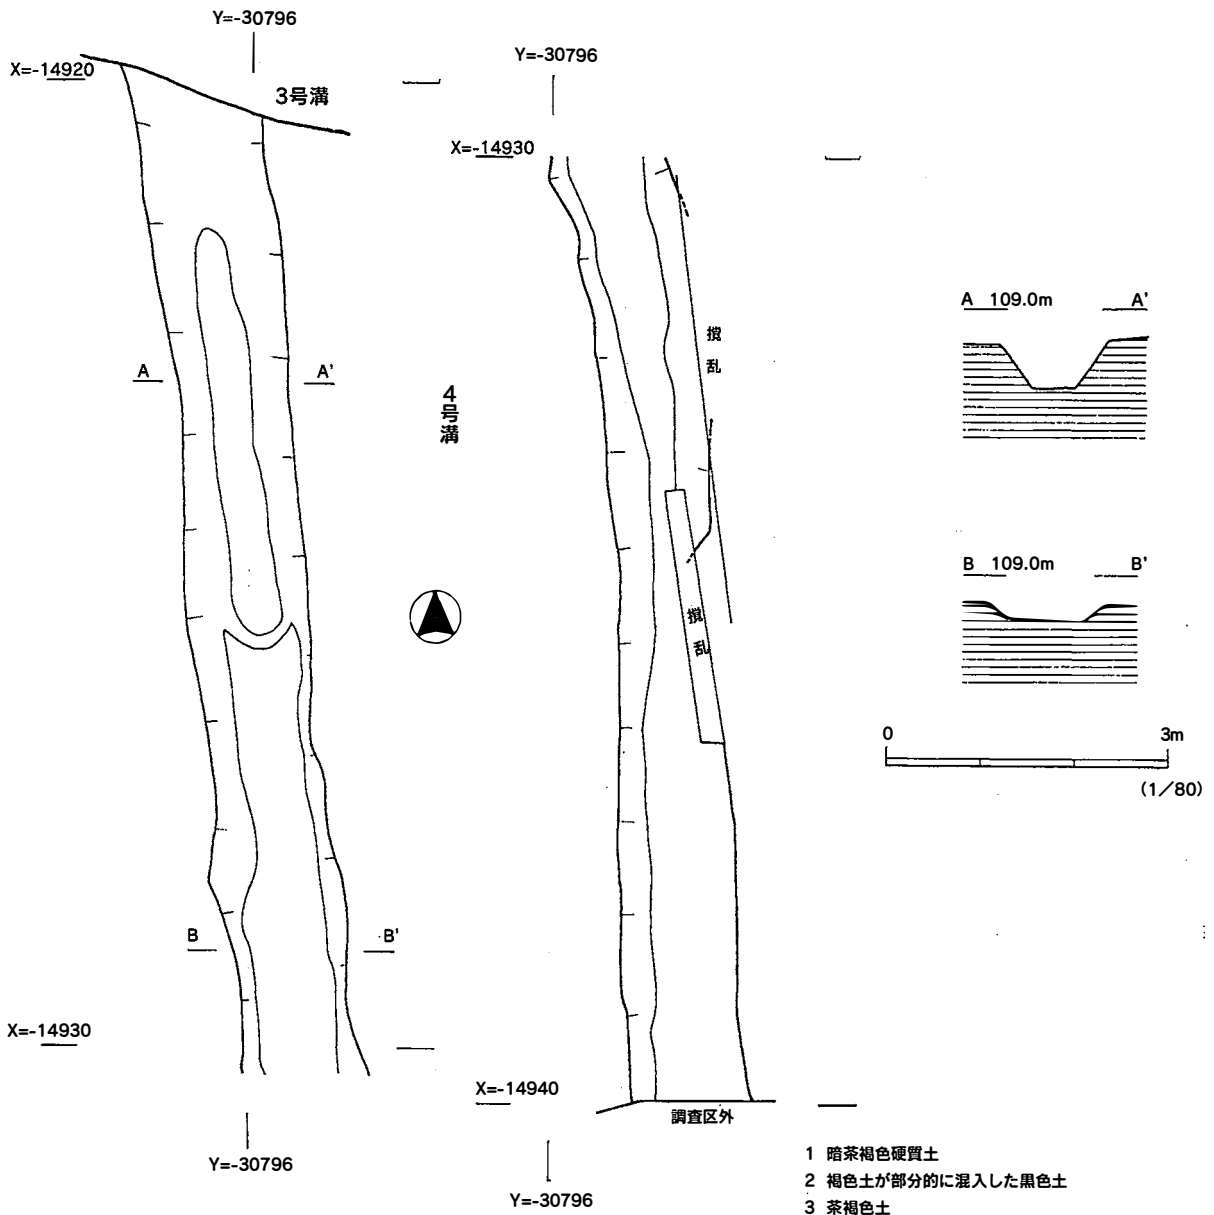 Y=-30796
X=-14920
3号溝
A
A'
4号溝
B
B'
X=-14930
Y=-30796
Y=-30796
X=-14930
撹乱
撹乱
X=-14940
調査区外
Y=-30796
A 109.0m A'
B 109.0m B'
0 3m
(1/80)
1 暗茶褐色硬質土
2 褐色土が部分的に混入した黒色土
3 茶褐色土